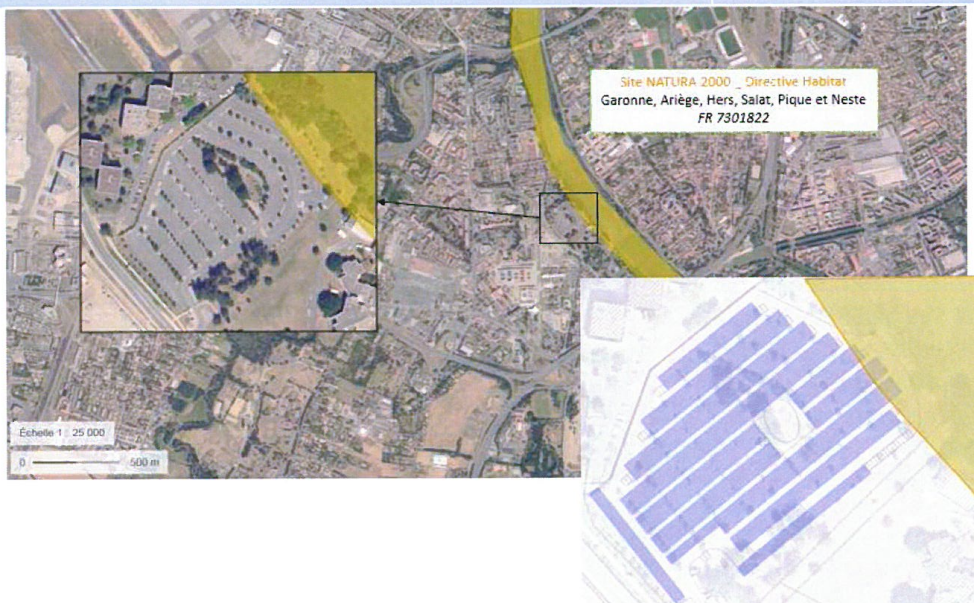 Site NATURA 2000 _ Directive Habitat
Garonne, Ariège, Hers, Salat, Pique et Neste
FR 7301822
Échelle 1 : 25 000
0 500 m